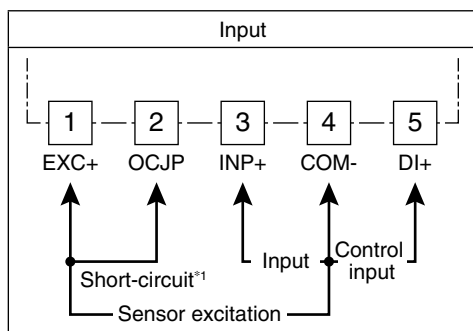 Input
1 2 3 4 5
EXC+ OCJP INP+ COM- DI+
Short-circuit*1
Input
Control
input
Sensor excitation